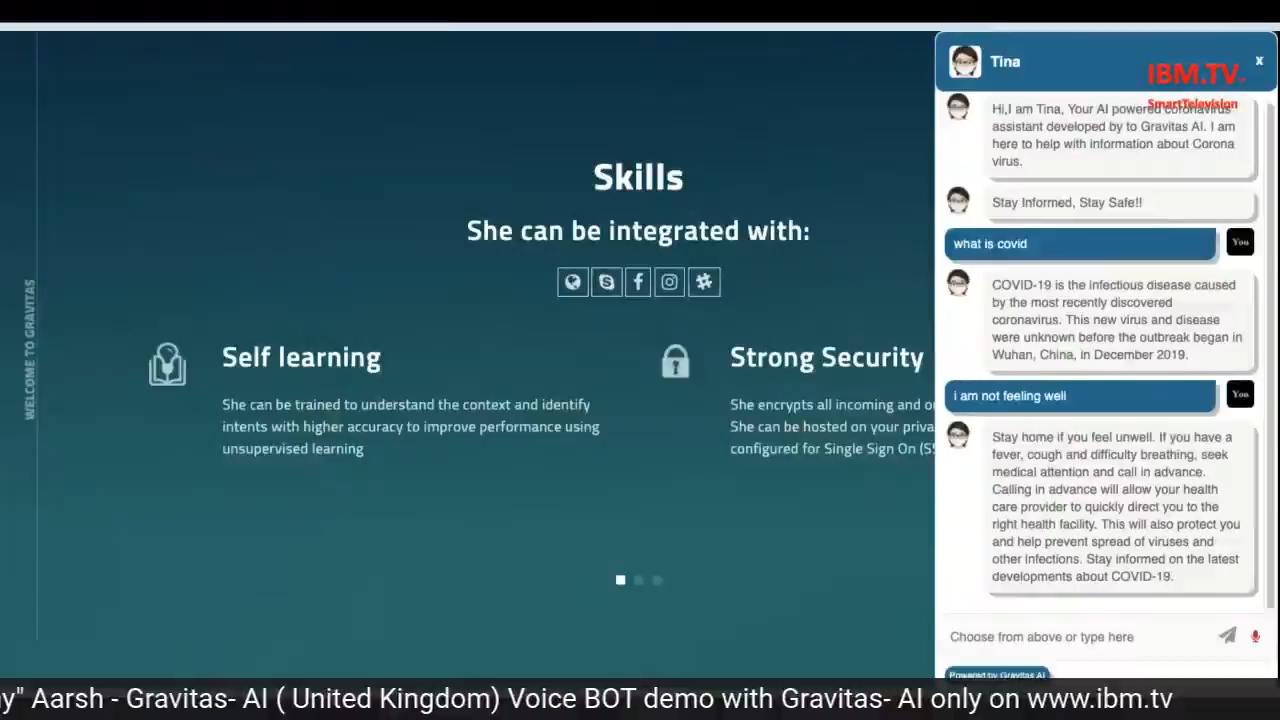 Tina
x
IBM.TV
SmartTelevision
Hi,I am Tina, Your AI powered coronavirus
assistant developed by to Gravitas AI. I am
here to help with information about Corona
virus.
Stay Informed, Stay Safe!!
what is covid
You
COVID-19 is the infectious disease caused
by the most recently discovered
coronavirus. This new virus and disease
were unknown before the outbreak began in
Wuhan, China, in December 2019.
i am not feeling well
You
Stay home if you feel unwell. If you have a
fever, cough and difficulty breathing, seek
medical attention and call in advance.
Calling in advance will allow your health
care provider to quickly direct you to the
right health facility. This will also protect you
and help prevent spread of viruses and
other infections. Stay informed on the latest
developments about COVID-19.
Choose from above or type here
Powered by Gravitas AI
WELCOME TO GRAVITAS
Skills
She can be integrated with:
Self learning
She can be trained to understand the context and identify
intents with higher accuracy to improve performance using
unsupervised learning
Strong Security
She encrypts all incoming and
She can be hosted on your
configured for Single Sign On
Aarsh - Gravitas- AI ( United Kingdom) Voice BOT demo with Gravitas- AI only on www.ibm.tv